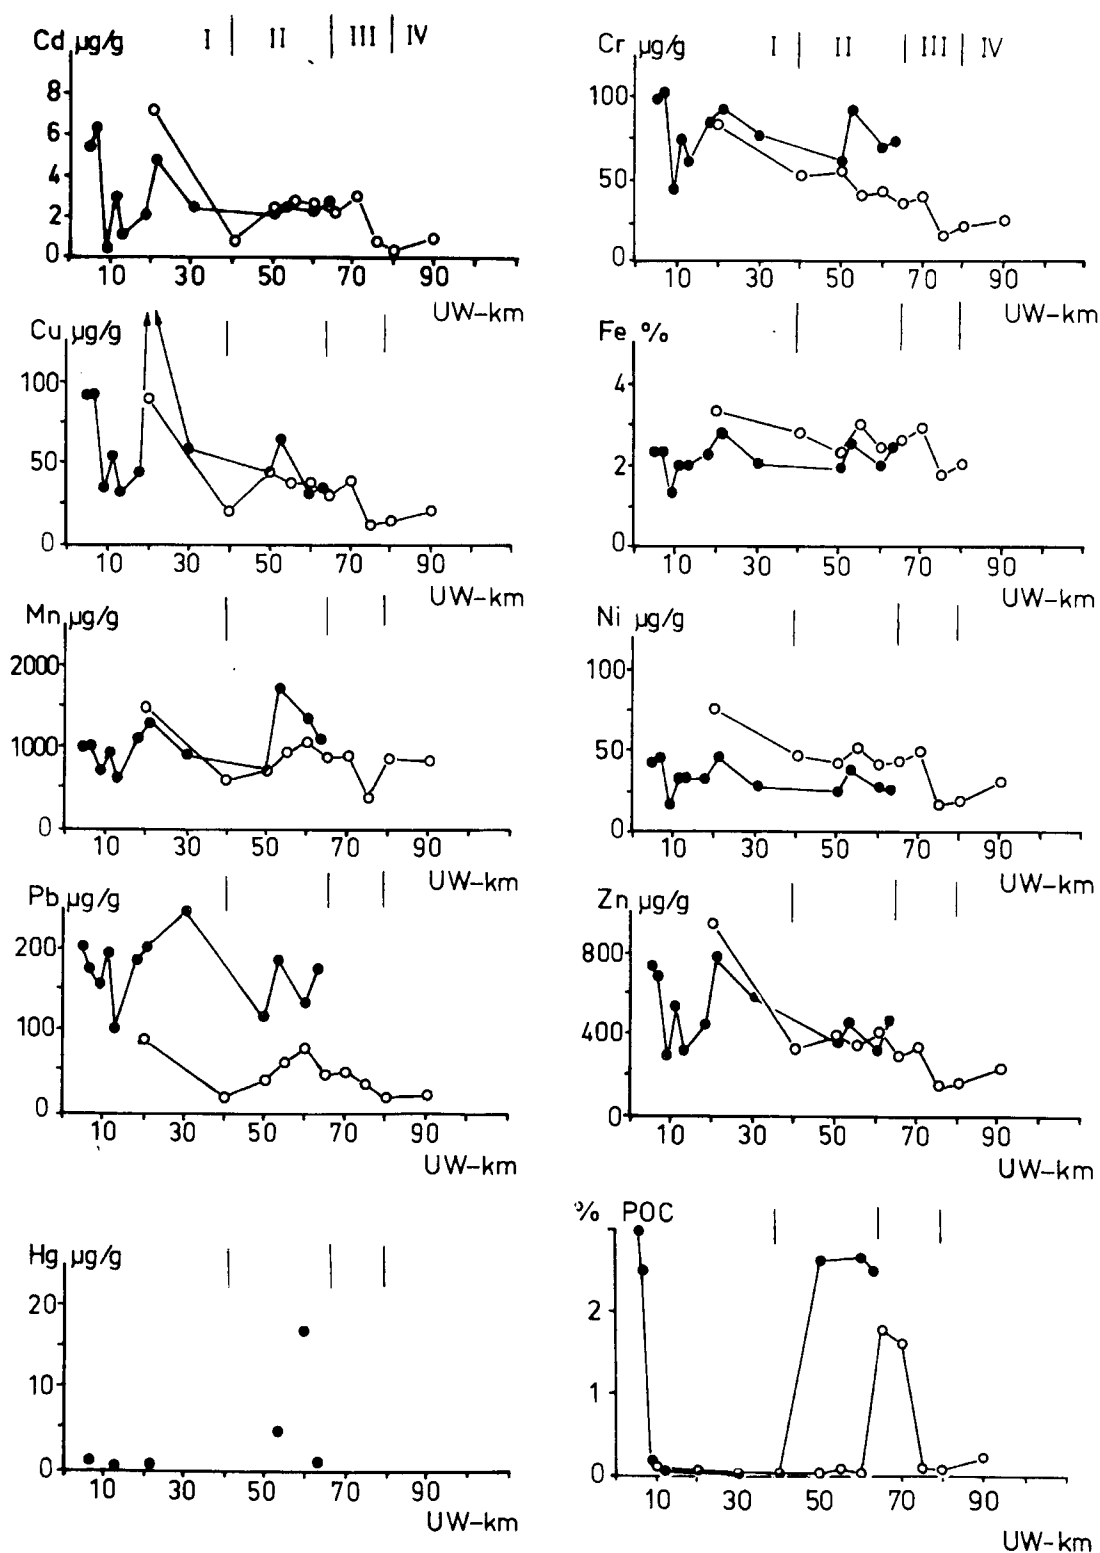 Cd µg/g I | II | III | IV
8
6
4
2
0
10 30 50 70 90
UW-km
Cr µg/g I | II | III | IV
100
50
0
10 30 50 70 90
UW-km
Cu µg/g
100
50
0
10 30 50 70 90
UW-km
Fe %
4
2
0
10 30 50 70 90
UW-km
Mn µg/g
2000
1000
0
10 30 50 70 90
UW-km
Ni µg/g
100
50
0
10 30 50 70 90
UW-km
Pb µg/g
200
100
0
10 30 50 70 90
UW-km
Zn µg/g
800
400
0
10 30 50 70 90
UW-km
Hg µg/g
20
10
0
10 30 50 70 90
UW-km
% POC
2
1
0
10 30 50 70 90
UW-km